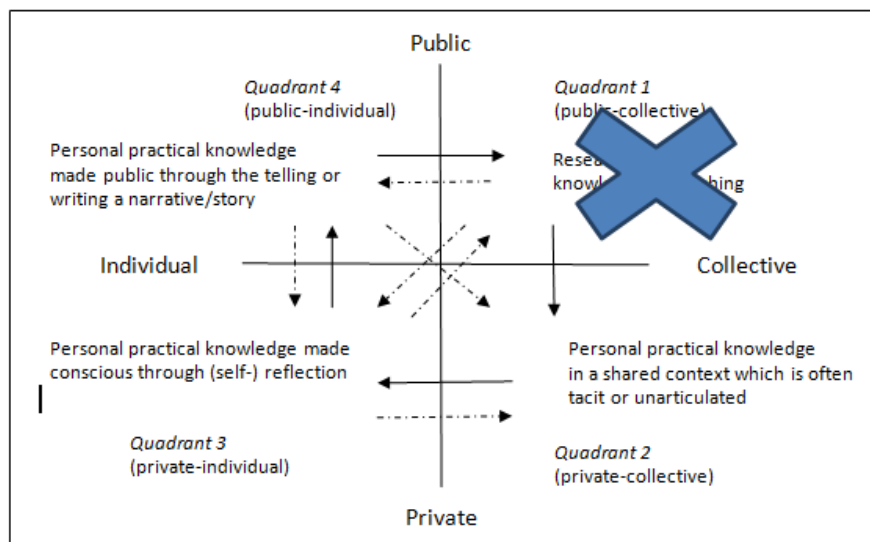 Public
Quadrant 4
(public-individual)
Quadrant 1
(public-collective)
Personal practical knowledge
made public through the telling or
writing a narrative/story
Individual
Collective
Personal practical knowledge made
conscious through (self-) reflection
Personal practical knowledge
in a shared context which is often
tacit or unarticulated
Quadrant 3
(private-individual)
Quadrant 2
(private-collective)
Private